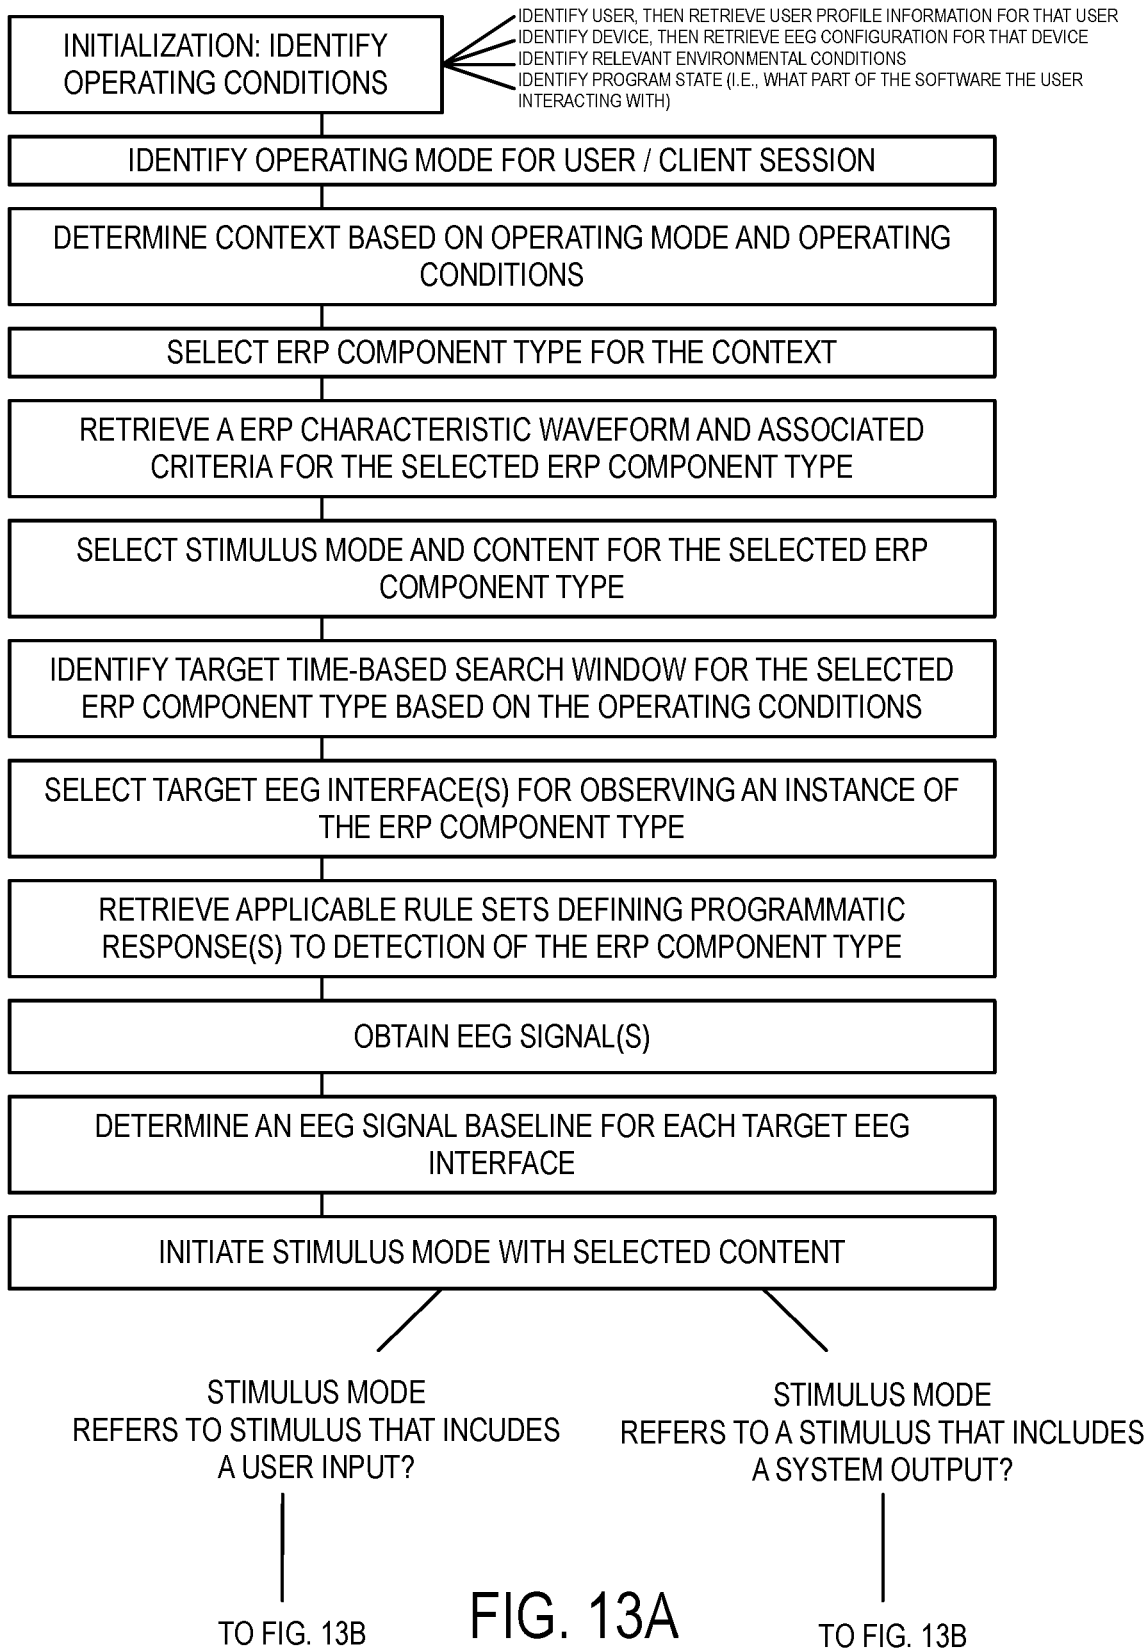 INITIALIZATION: IDENTIFY
OPERATING CONDITIONS
IDENTIFY USER, THEN RETRIEVE USER PROFILE INFORMATION FOR THAT USER
IDENTIFY DEVICE, THEN RETRIEVE EEG CONFIGURATION FOR THAT DEVICE
IDENTIFY RELEVANT ENVIRONMENTAL CONDITIONS
IDENTIFY PROGRAM STATE (I.E., WHAT PART OF THE SOFTWARE THE USER
INTERACTING WITH)
IDENTIFY OPERATING MODE FOR USER / CLIENT SESSION
DETERMINE CONTEXT BASED ON OPERATING MODE AND OPERATING
CONDITIONS
SELECT ERP COMPONENT TYPE FOR THE CONTEXT
RETRIEVE A ERP CHARACTERISTIC WAVEFORM AND ASSOCIATED
CRITERIA FOR THE SELECTED ERP COMPONENT TYPE
SELECT STIMULUS MODE AND CONTENT FOR THE SELECTED ERP
COMPONENT TYPE
IDENTIFY TARGET TIME-BASED SEARCH WINDOW FOR THE SELECTED
ERP COMPONENT TYPE BASED ON THE OPERATING CONDITIONS
SELECT TARGET EEG INTERFACE(S) FOR OBSERVING AN INSTANCE OF
THE ERP COMPONENT TYPE
RETRIEVE APPLICABLE RULE SETS DEFINING PROGRAMMATIC
RESPONSE(S) TO DETECTION OF THE ERP COMPONENT TYPE
OBTAIN EEG SIGNAL(S)
DETERMINE AN EEG SIGNAL BASELINE FOR EACH TARGET EEG
INTERFACE
INITIATE STIMULUS MODE WITH SELECTED CONTENT
STIMULUS MODE
REFERS TO STIMULUS THAT INCUDES
A USER INPUT?
STIMULUS MODE
REFERS TO A STIMULUS THAT INCLUDES
A SYSTEM OUTPUT?
TO FIG. 13B
FIG. 13A
TO FIG. 13B